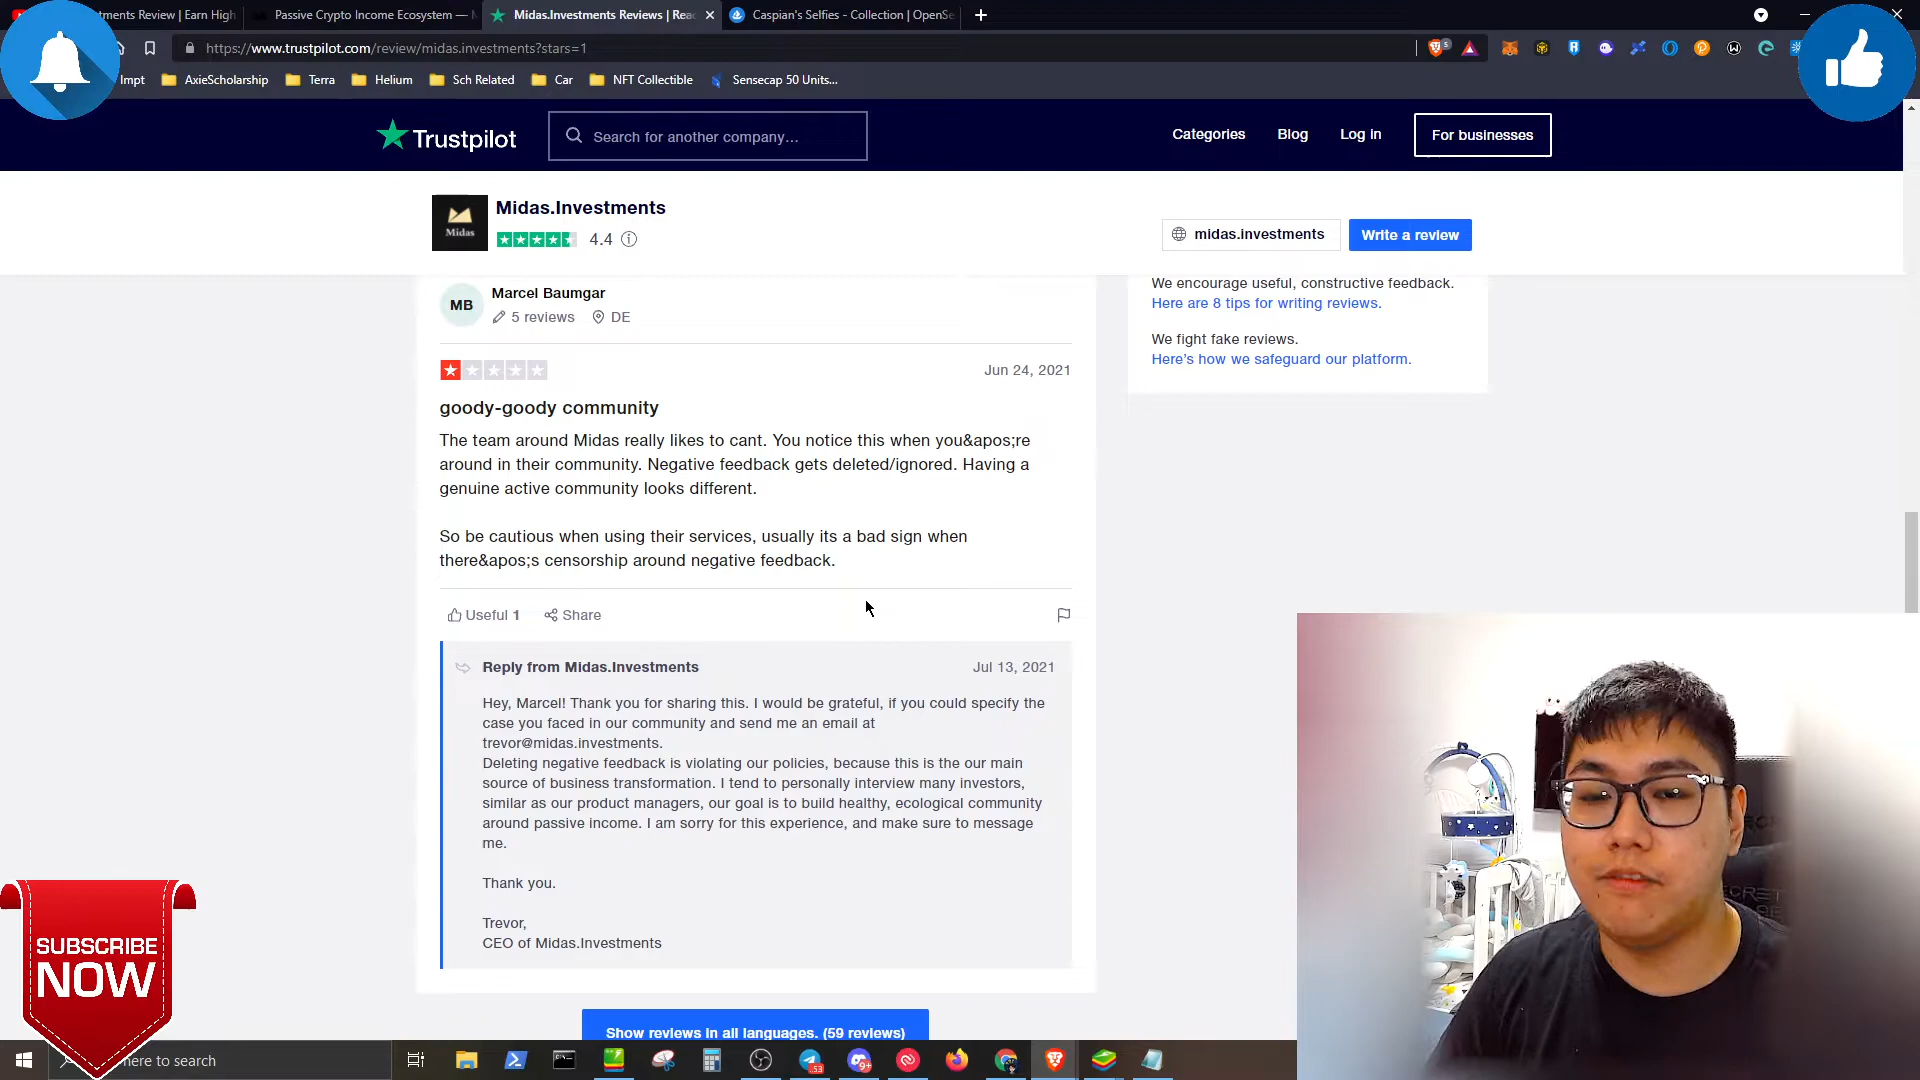 tments Review | Earn High
Passive Crypto Income Ecosystem —
Midas.Investments Reviews | Rea
Caspian's Selfies - Collection | OpenSe
https://www.trustpilot.com/review/midas.investments?stars=1
Impt
AxieScholarship
Terra
Helium
Sch Related
Car
NFT Collectible
Sensecap 50 Units...
Trustpilot
Search for another company...
Categories
Blog
Log in
For businesses
Midas
Midas.Investments
4.4
midas.investments
Write a review
MB
Marcel Baumgar
5 reviews
DE
Jun 24, 2021
goody-goody community
The team around Midas really likes to cant. You notice this when you&apos;re
around in their community. Negative feedback gets deleted/ignored. Having a
genuine active community looks different.
So be cautious when using their services, usually its a bad sign when
there&apos;s censorship around negative feedback.
Useful 1
Share
Reply from Midas.Investments
Jul 13, 2021
Hey, Marcel! Thank you for sharing this. I would be grateful, if you could specify the
case you faced in our community and send me an email at
trevor@midas.investments.
Deleting negative feedback is violating our policies, because this is the our main
source of business transformation. I tend to personally interview many investors,
similar as our product managers, our goal is to build healthy, ecological community
around passive income. I am sorry for this experience, and make sure to message
me.
Thank you.
Trevor,
CEO of Midas.Investments
Show reviews in all languages. (59 reviews)
We encourage useful, constructive feedback.
Here are 8 tips for writing reviews.
We fight fake reviews.
Here's how we safeguard our platform.
SUBSCRIBE
NOW
here to search